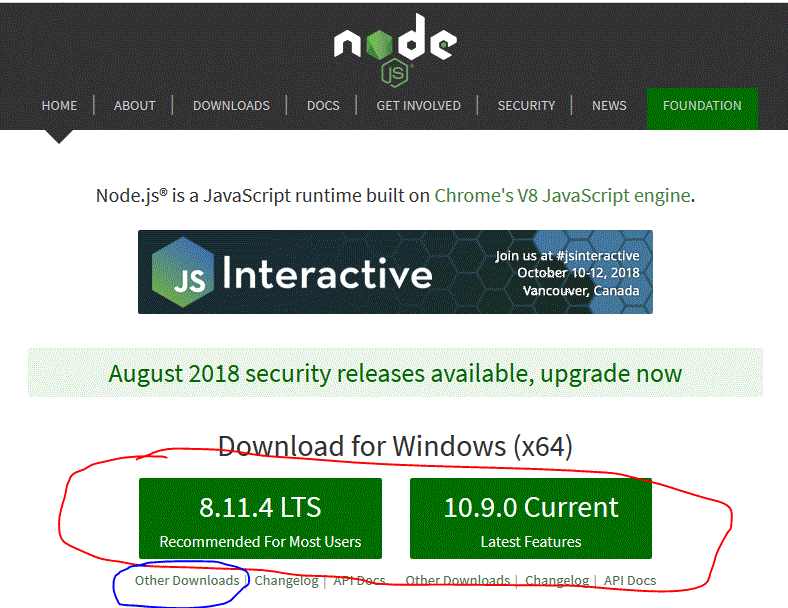 node
JS
HOME | ABOUT | DOWNLOADS | DOCS | GET INVOLVED | SECURITY | NEWS FOUNDATION
Node.js® is a JavaScript runtime built on Chrome's V8 JavaScript engine.
JS Interactive
Join us at #jsinteractive
October 10-12, 2018
Vancouver, Canada
August 2018 security releases available, upgrade now
Download for Windows (x64)
8.11.4 LTS
Recommended For Most Users
10.9.0 Current
Latest Features
Other Downloads | Changelog | API Docs
Other Downloads | Changelog | API Docs